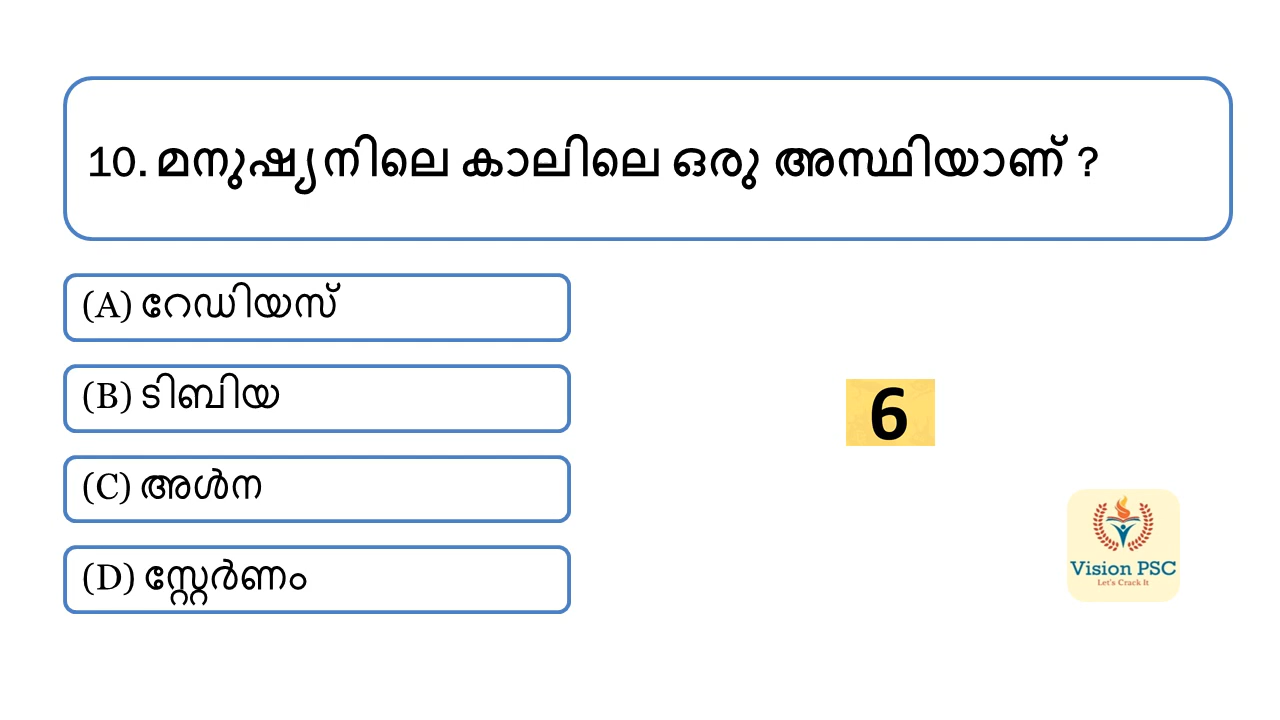 10. മനുഷ്യനിലെ കാലിലെ ഒരു അസ്ഥിയാണ് ?
(A) റേഡിയസ്
(B) ടിബിയ
(C) അൾന
(D) സ്റ്റേർണം
6
Vision PSC
Let's Crack It